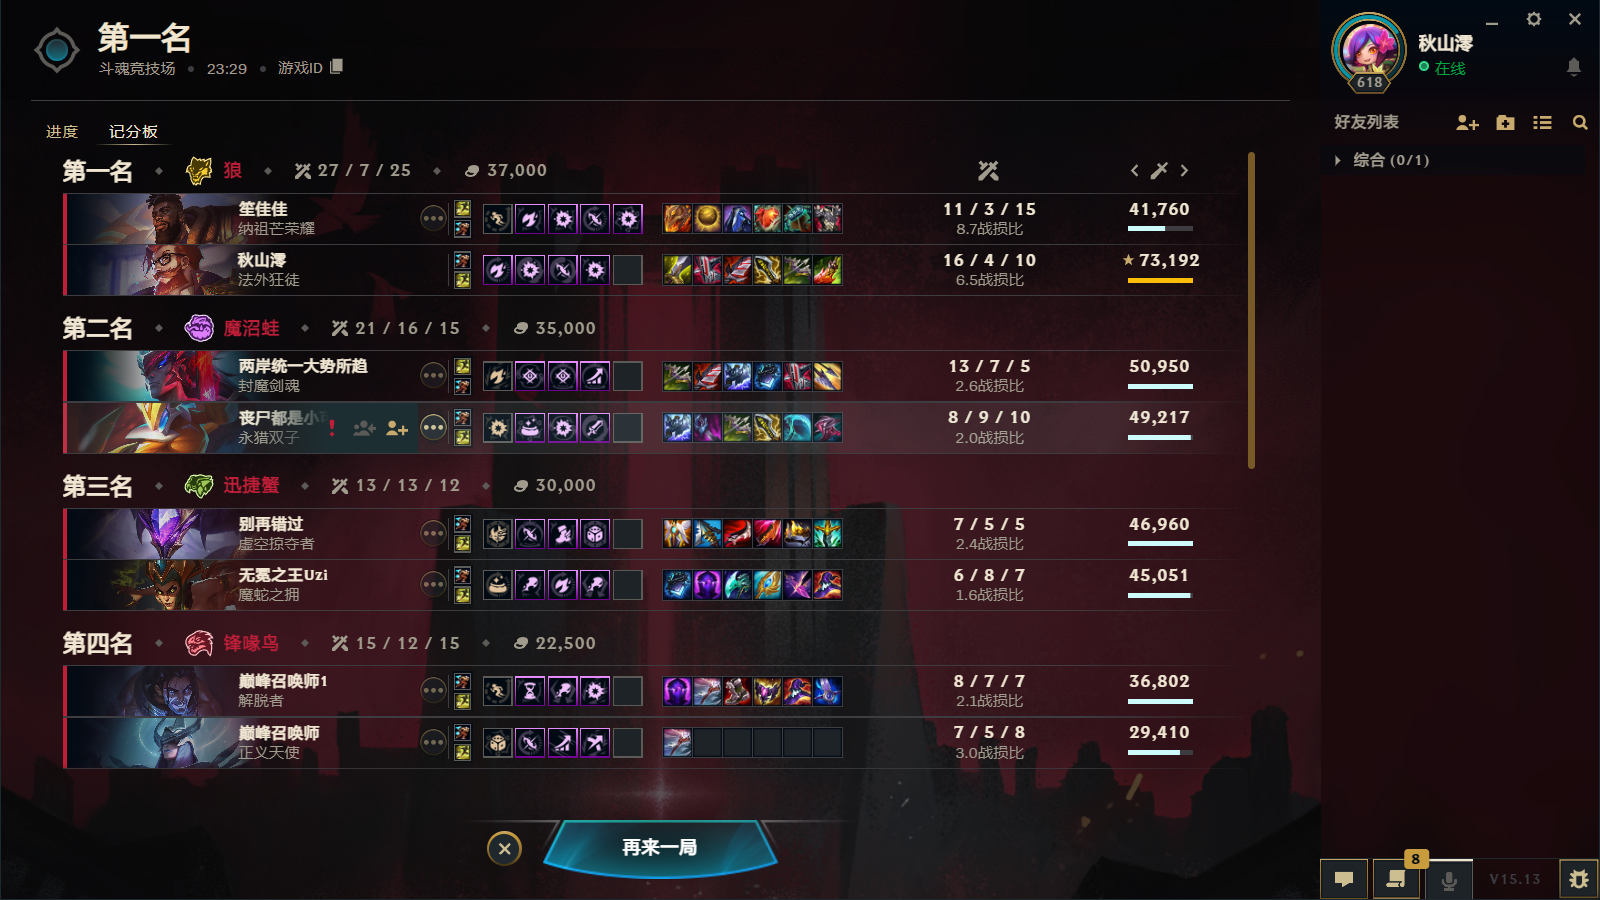 第一名
斗魂竞技场 • 23:29 • 游戏ID
进度 记分板
第一名 狼 27 / 7 / 25 37,000
笙佳佳 11 / 3 / 15 41,760
纳祖芒荣耀 8.7战损比
秋山澪 16 / 4 / 10 73,192
法外狂徒 6.5战损比
第二名 魔沼蛙 21 / 16 / 15 35,000
两岸统一大势所趋 13 / 7 / 5 50,950
封魔剑魂 2.6战损比
丧尸都是小 8 / 9 / 10 49,217
永猎双子 2.0战损比
第三名 迅捷蟹 13 / 13 / 12 30,000
别再错过 7 / 5 / 5 46,960
虚空掠夺者 2.4战损比
无冕之王Uzi 6 / 8 / 7 45,051
魔蛇之拥 1.6战损比
第四名 锋喙鸟 15 / 12 / 15 22,500
巅峰召唤师1 8 / 7 / 7 36,802
解脱者 2.1战损比
巅峰召唤师 7 / 5 / 8 29,410
正义天使 3.0战损比
再来一局
秋山澪
在线
618
好友列表
综合 (0/1)
8
V15.13